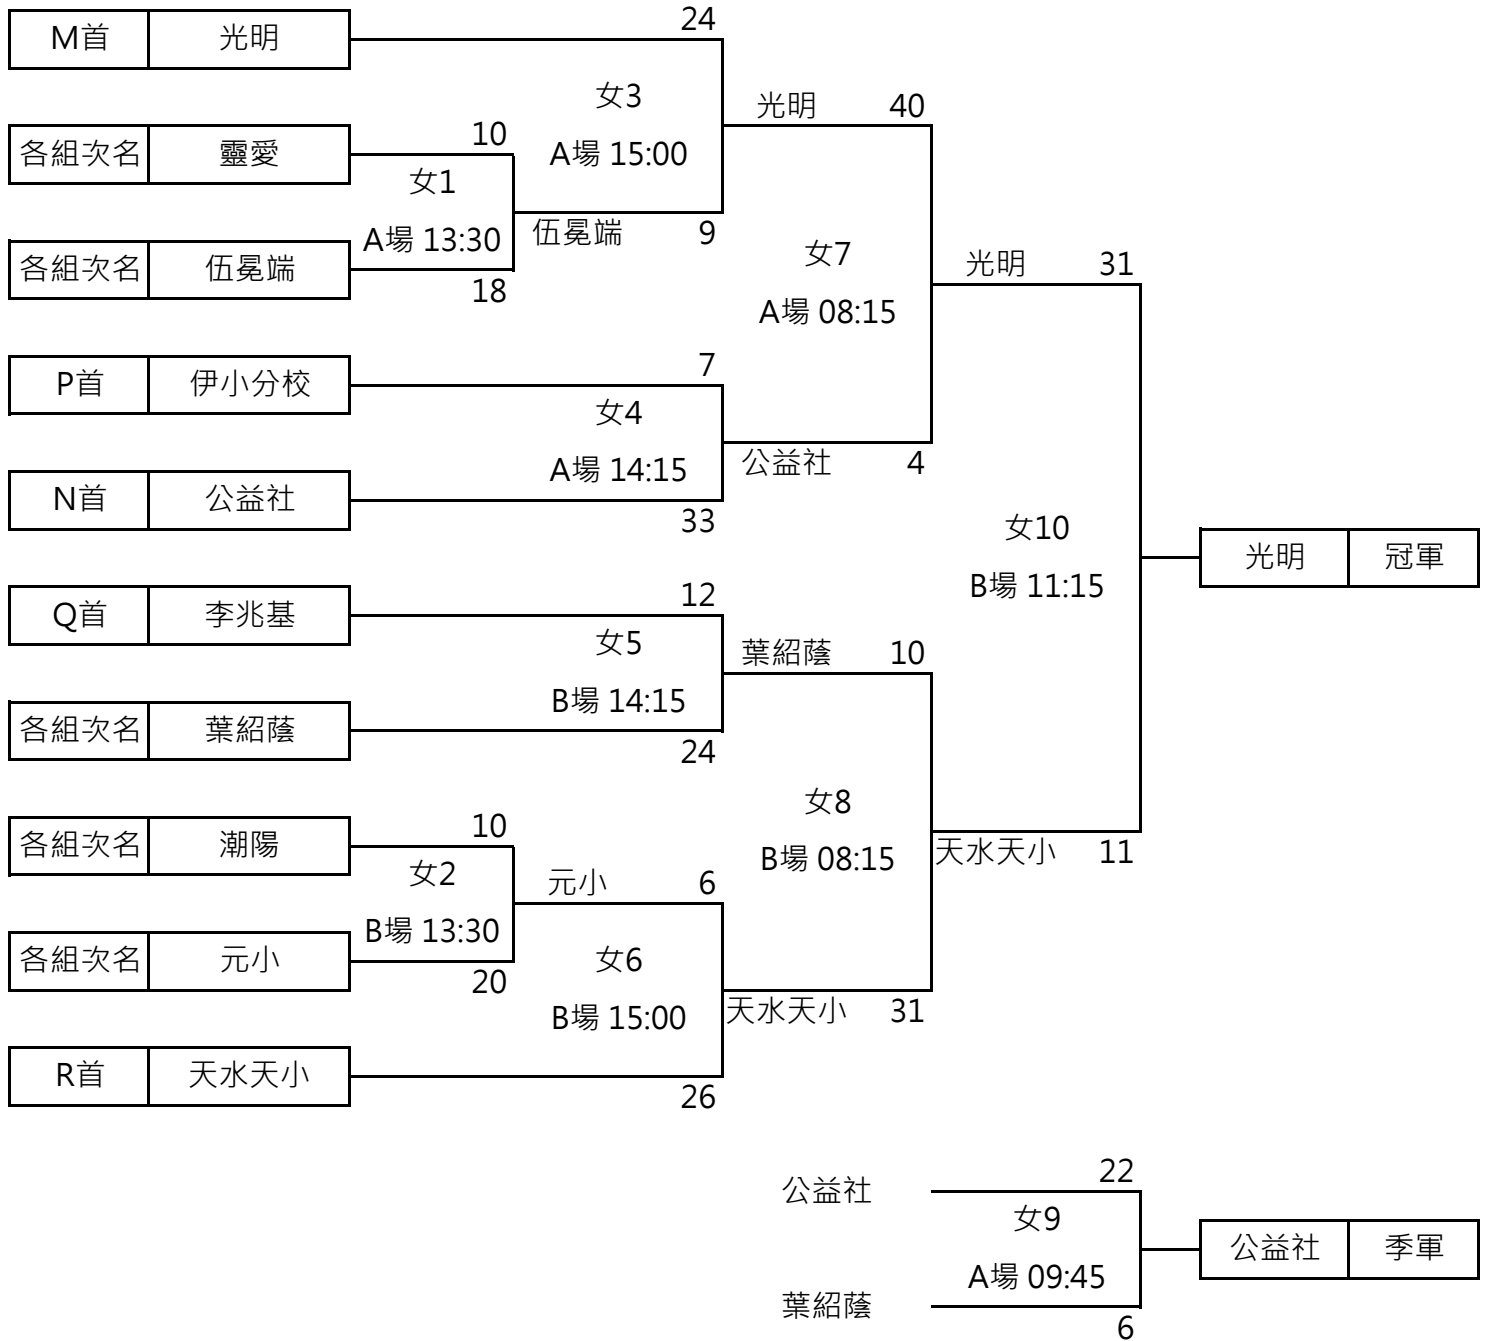 24
M首 光明
女3
光明 40
10
各組次名 靈愛
A場 15:00
女1
伍冕端 9
A場 13:30
女7
光明 31
各組次名 伍冕端
18
A場 08:15
7
P首 伊小分校
女4
公益社 4
A場 14:15
N首 公益社
33
女10
光明 冠軍
B場 11:15
12
Q首 李兆基
女5
葉紹蔭 10
B場 14:15
各組次名 葉紹蔭
24
女8
10
各組次名 潮陽
天水天小 11
B場 08:15
女2
元小 6
B場 13:30
各組次名 元小
女6
20
天水天小 31
B場 15:00
R首 天水天小
26
22
公益社
女9
公益社 季軍
A場 09:45
葉紹蔭
6